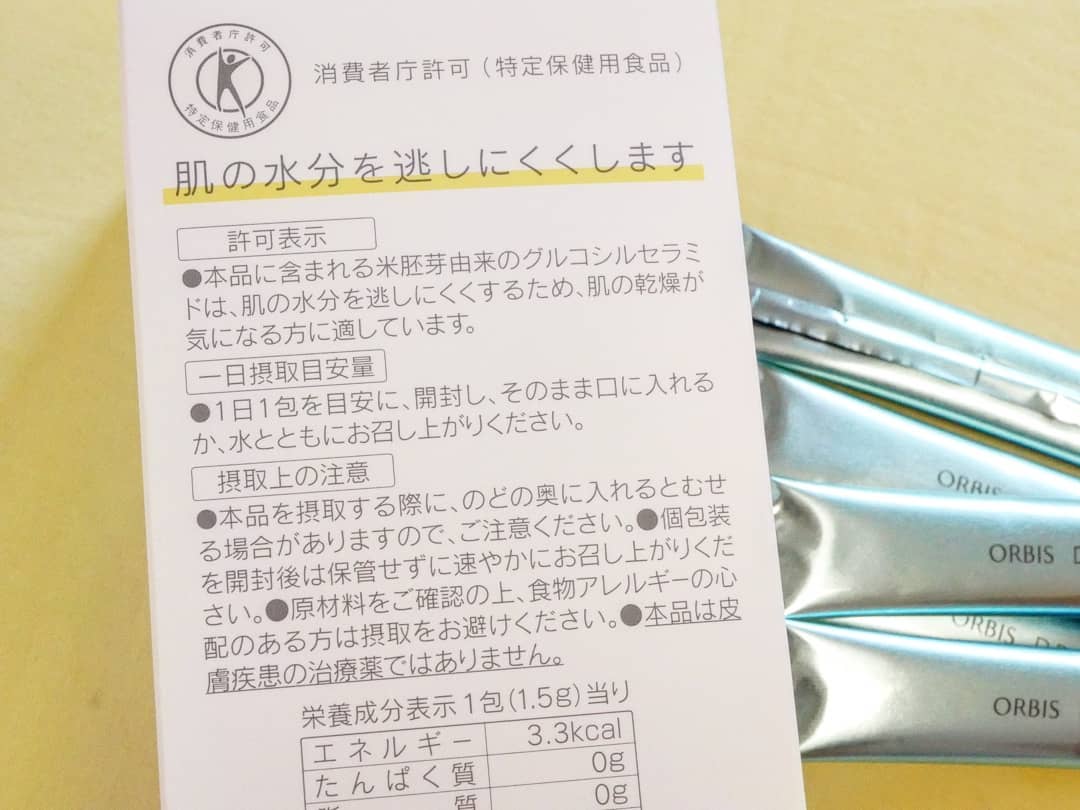 消費者庁許可
特定保健用食品
消費者庁許可（特定保健用食品）
肌の水分を逃しにくくします
許可表示
●本品に含まれる米胚芽由来のグルコシルセラミ
ドは、肌の水分を逃しにくくするため、肌の乾燥が
気になる方に適しています。
一日摂取目安量
●1日1包を目安に、開封し、そのまま口に入れる
か、水とともにお召し上がりください。
摂取上の注意
●本品を摂取する際に、のどの奥に入れるとむせ
る場合がありますので、ご注意ください。●個包装
を開封後は保管せずに速やかにお召し上がりくだ
さい。●原材料をご確認の上、食物アレルギーの心
配のある方は摂取をお避けください。●本品は皮
膚疾患の治療薬ではありません。
栄養成分表示 1包(1.5g)当り
エネルギー 3.3kcal
たんぱく質 0g
質 0g
ORBIS
ORBIS D
ORBIS
ORBIS